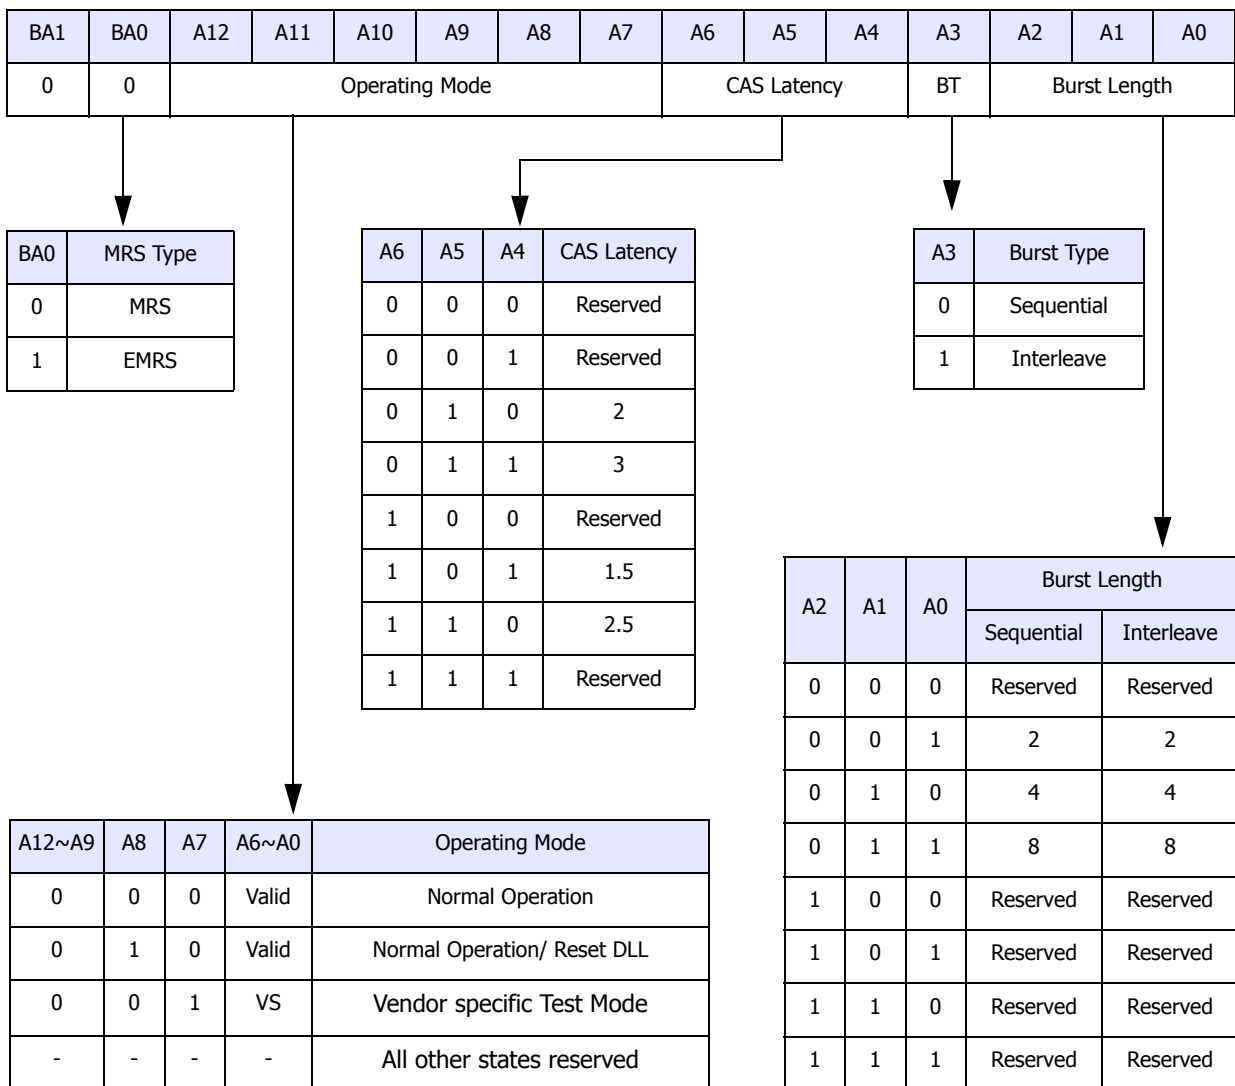 BA1 BA0 A12 A11 A10 A9 A8 A7 A6 A5 A4 A3 A2 A1 A0
0 0 Operating Mode CAS Latency BT Burst Length
BA0 MRS Type
0 MRS
1 EMRS
A6 A5 A4 CAS Latency
0 0 0 Reserved
0 0 1 Reserved
0 1 0 2
0 1 1 3
1 0 0 Reserved
1 0 1 1.5
1 1 0 2.5
1 1 1 Reserved
A3 Burst Type
0 Sequential
1 Interleave
A2 A1 A0 Burst Length
Sequential Interleave
0 0 0 Reserved Reserved
0 0 1 2 2
0 1 0 4 4
0 1 1 8 8
1 0 0 Reserved Reserved
1 0 1 Reserved Reserved
1 1 0 Reserved Reserved
1 1 1 Reserved Reserved
A12~A9 A8 A7 A6~A0 Operating Mode
0 0 0 Valid Normal Operation
0 1 0 Valid Normal Operation/ Reset DLL
0 0 1 VS Vendor specific Test Mode
- - - - All other states reserved